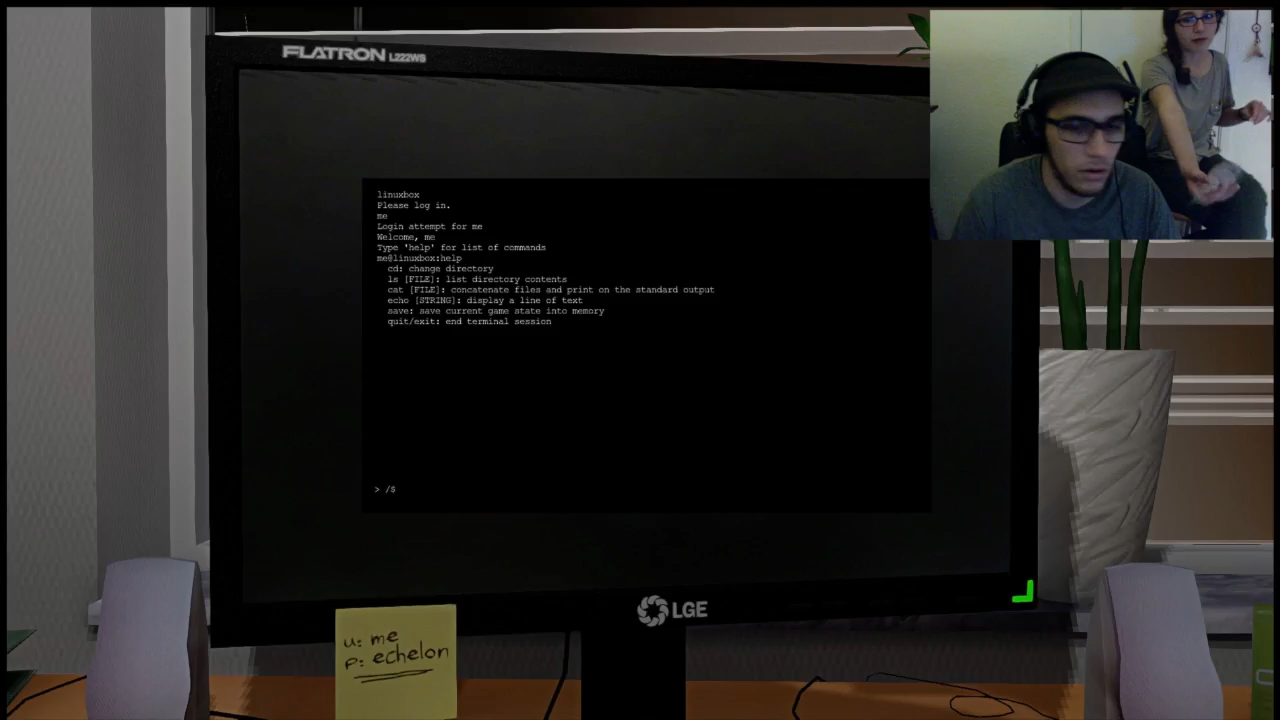 FLATRON L222WS
linuxbox
Please log in.
me
Login attempt for me
Welcome, me
Type 'help' for list of commands
me@linuxbox:help
cd: change directory
ls [FILE]: list directory contents
cat [FILE]: concatenate files and print on the standard output
echo [STRING]: display a line of text
save: save current game state into memory
quit/exit: end terminal session
> /$
LGE
u: me
p: echelon